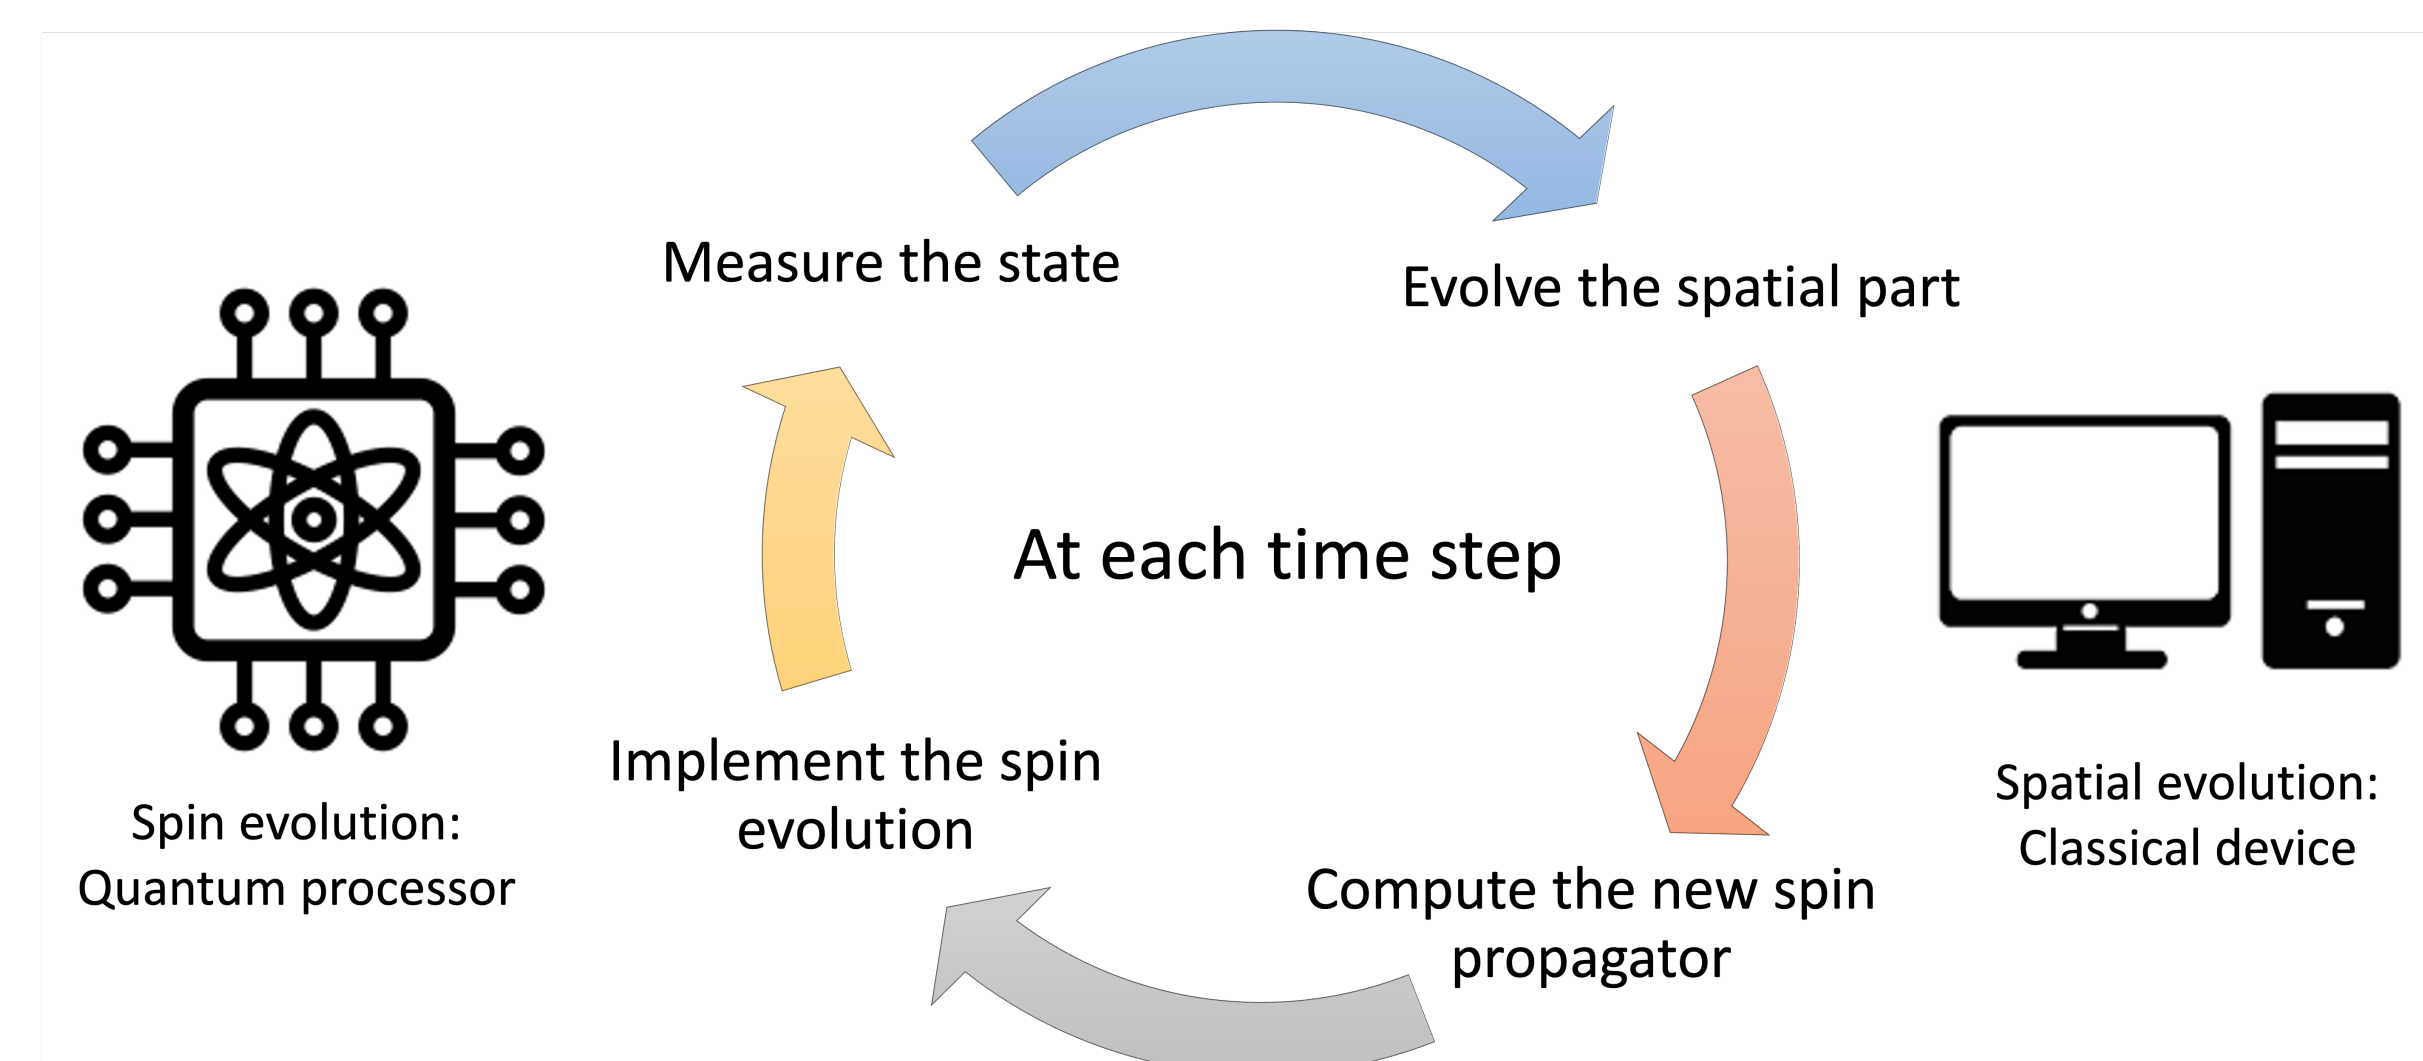 Measure the state
Evolve the spatial part
At each time step
Implement the spin
evolution
Compute the new spin
propagator
Spin evolution:
Quantum processor
Spatial evolution:
Classical device